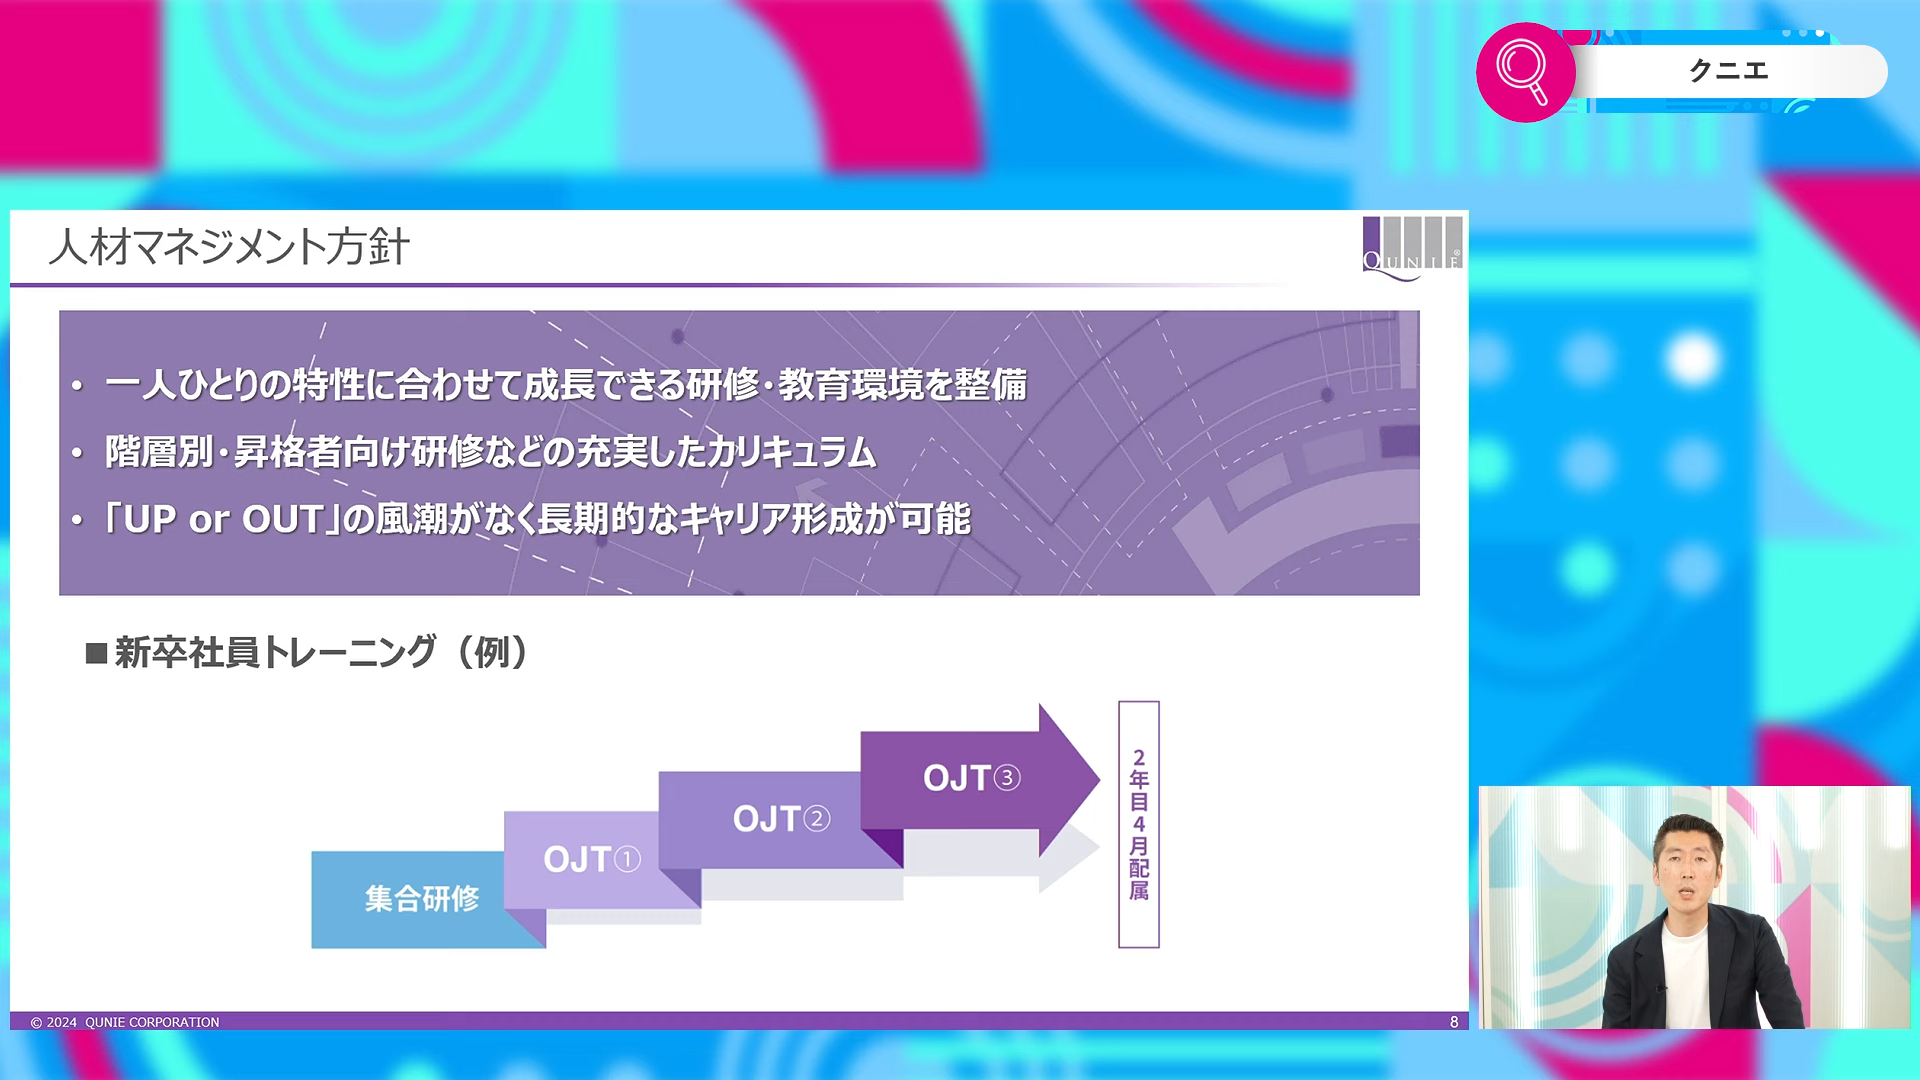 クニエ
人材マネジメント方針
QUNIE®
• 一人ひとりの特性に合わせて成長できる研修・教育環境を整備
• 階層別・昇格者向け研修などの充実したカリキュラム
• 「UP or OUT」の風潮がなく長期的なキャリア形成が可能
■新卒社員トレーニング（例）
集合研修
OJT①
OJT②
OJT③
2年目4月配属
© 2024 QUNIE CORPORATION
8